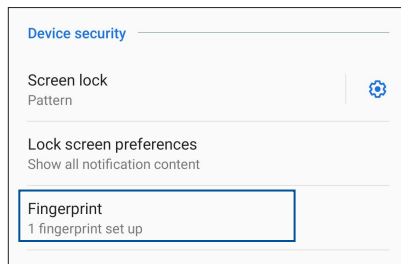 Device security
Screen lock
Pattern
Lock screen preferences
Show all notification content
Fingerprint
1 fingerprint set up